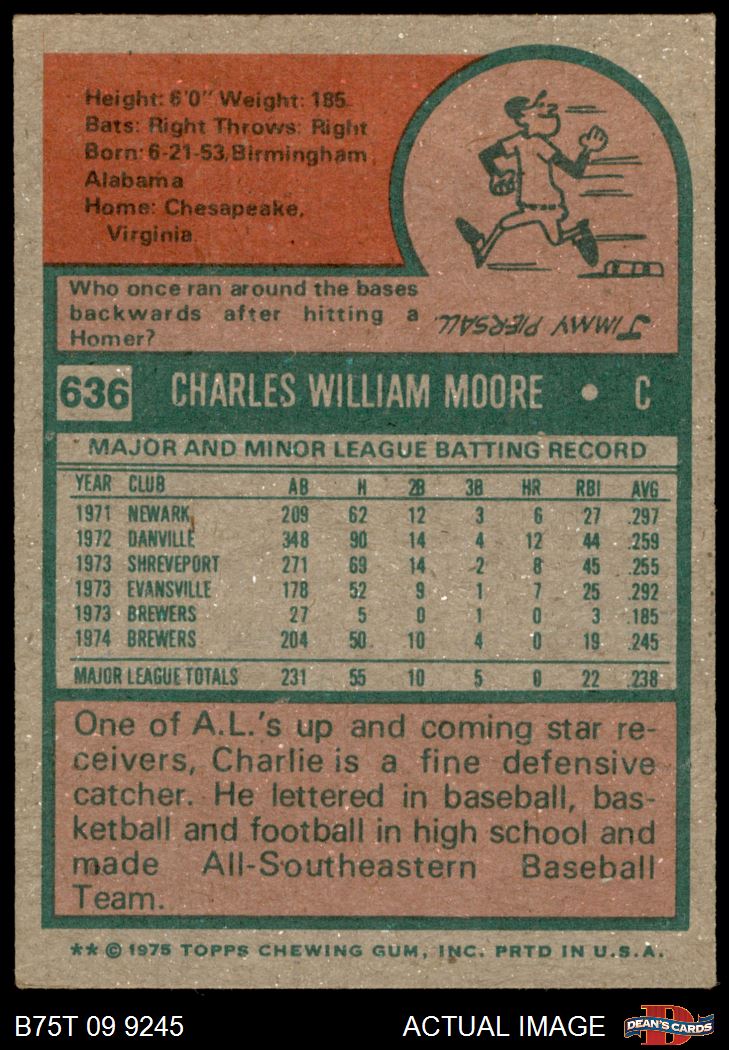 Height: 6'0" Weight: 185
Bats: Right Throws: Right
Born: 6-21-53, Birmingham,
Alabama
Home: Chesapeake,
Virginia
Who once ran around the bases
backwards after hitting a
Homer?
JIMMY PIERSALL.
636 CHARLES WILLIAM MOORE • C
MAJOR AND MINOR LEAGUE BATTING RECORD
YEAR CLUB AB H 2B 3B HR RBI AVG
1971 NEWARK 209 62 12 3 6 27 .297
1972 DANVILLE 348 90 14 4 12 44 .259
1973 SHREVEPORT 271 69 14 2 8 45 .255
1973 EVANSVILLE 178 52 9 1 7 25 .292
1973 BREWERS 27 5 0 1 0 3 .185
1974 BREWERS 204 50 10 4 0 19 .245
MAJOR LEAGUE TOTALS 231 55 10 5 0 22 .238
One of A.L.'s up and coming star re-
ceivers, Charlie is a fine defensive
catcher. He lettered in baseball, bas-
ketball and football in high school and
made All-Southeastern Baseball
Team.
** © 1975 TOPPS CHEWING GUM, INC. PRTD IN U.S.A.
B75T 09 9245 ACTUAL IMAGE DEAN'S CARDS